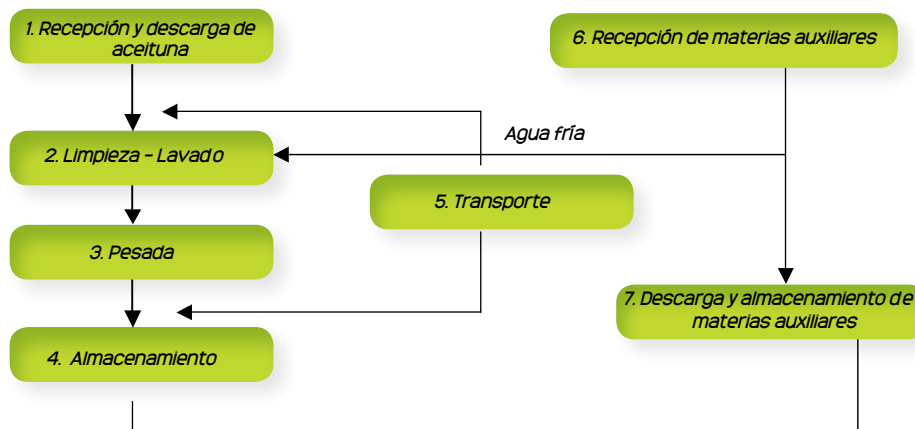 1. Recepción y descarga de
aceituna
6. Recepción de materias auxiliares
Agua fría
2. Limpieza - Lavado
5. Transporte
3. Pesada
7. Descarga y almacenamiento de
materias auxiliares
4. Almacenamiento